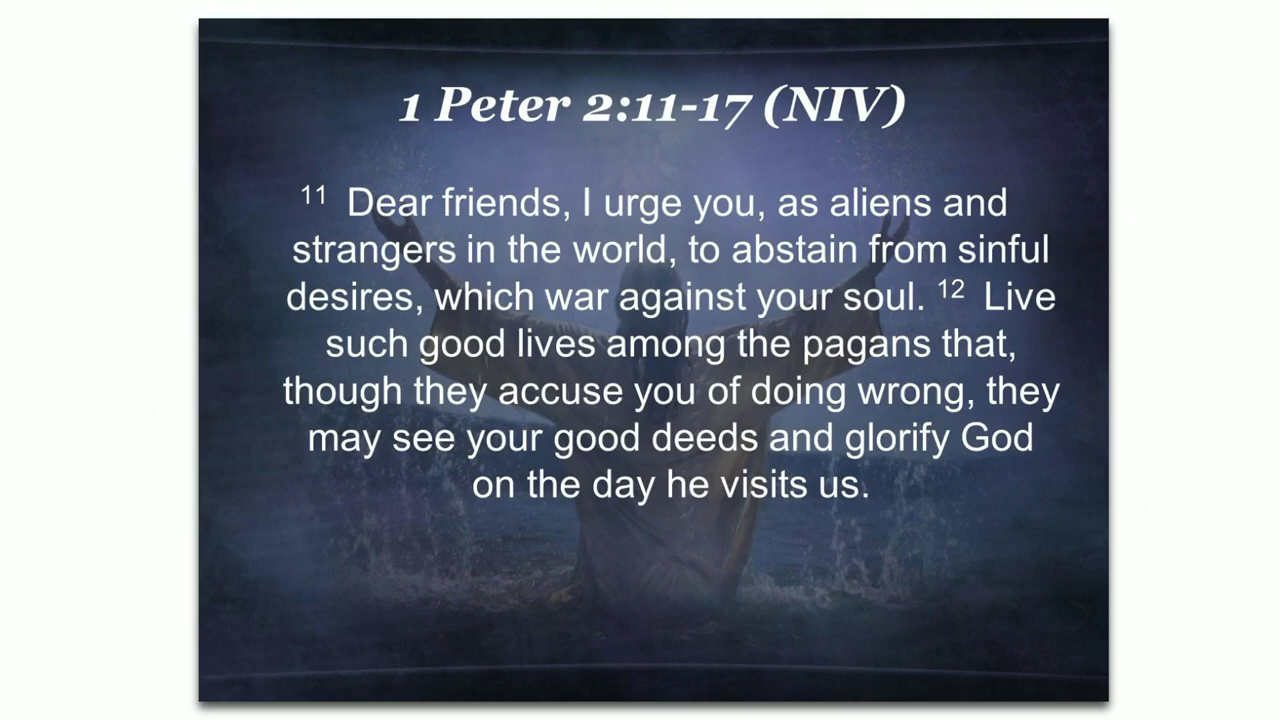 1 Peter 2:11-17 (NIV)
11 Dear friends, I urge you, as aliens and
strangers in the world, to abstain from sinful
desires, which war against your soul. 12 Live
such good lives among the pagans that,
though they accuse you of doing wrong, they
may see your good deeds and glorify God
on the day he visits us.